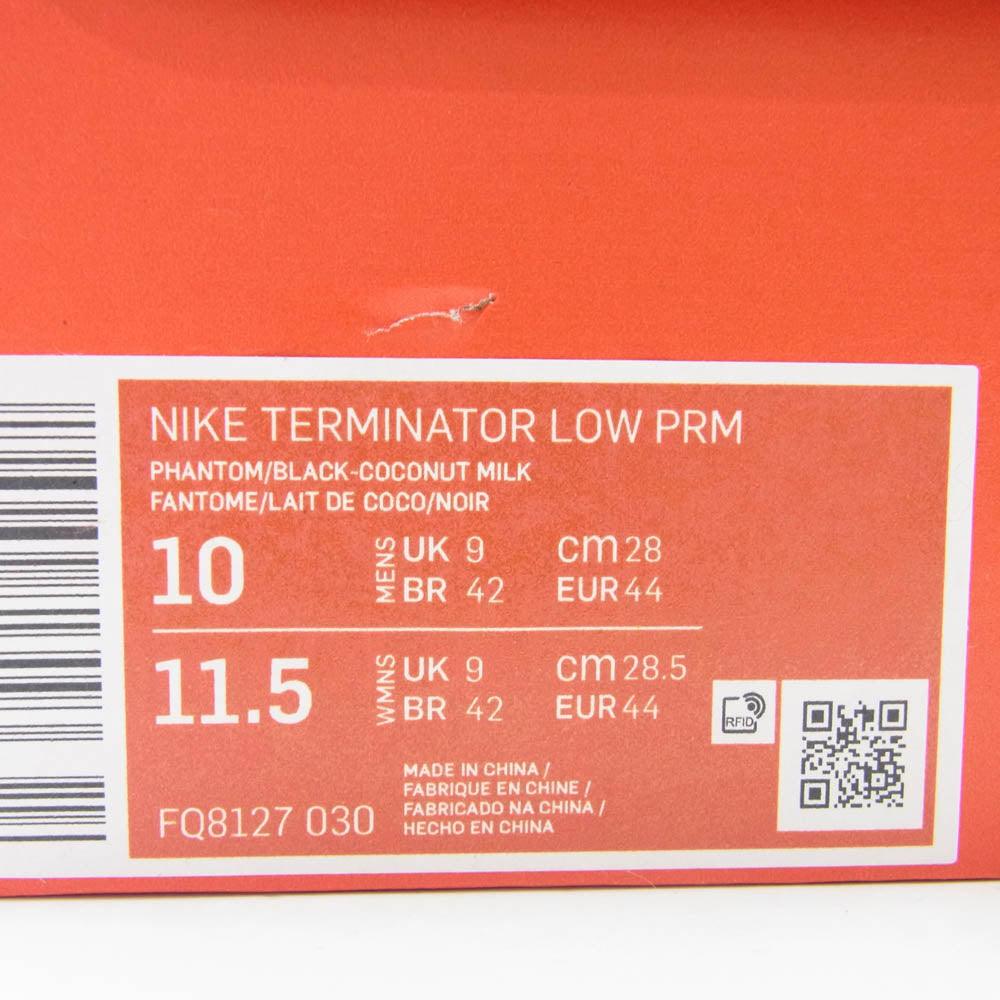 NIKE TERMINATOR LOW PRM
PHANTOM/BLACK-COCONUT MILK
FANTOME/LAIT DE COCO/NOIR
10 MENS UK 9 cm 28
BR 42 EUR 44
11.5 WMNS UK 9 cm 28.5
BR 42 EUR 44
RFID
FQ8127 030
MADE IN CHINA /
FABRIQUE EN CHINE /
FABRICADO NA CHINA /
HECHO EN CHINA